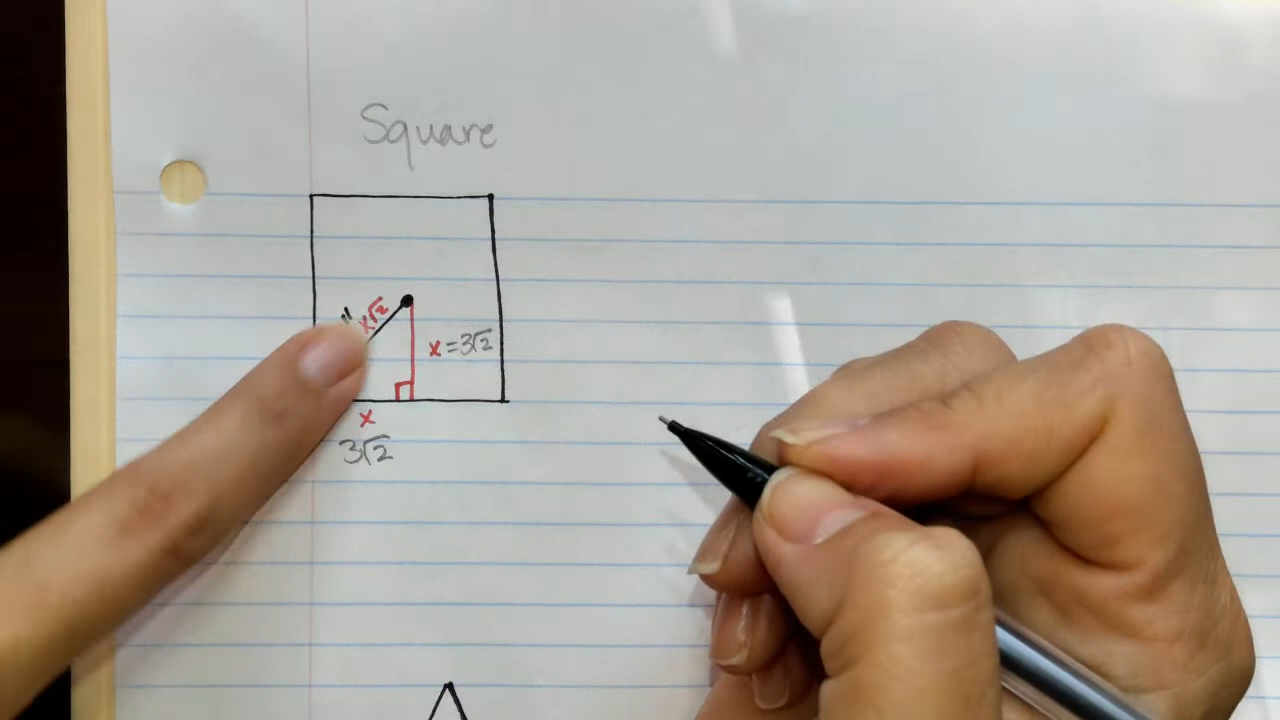 Square
x√2
x = 3√2
x
3√2